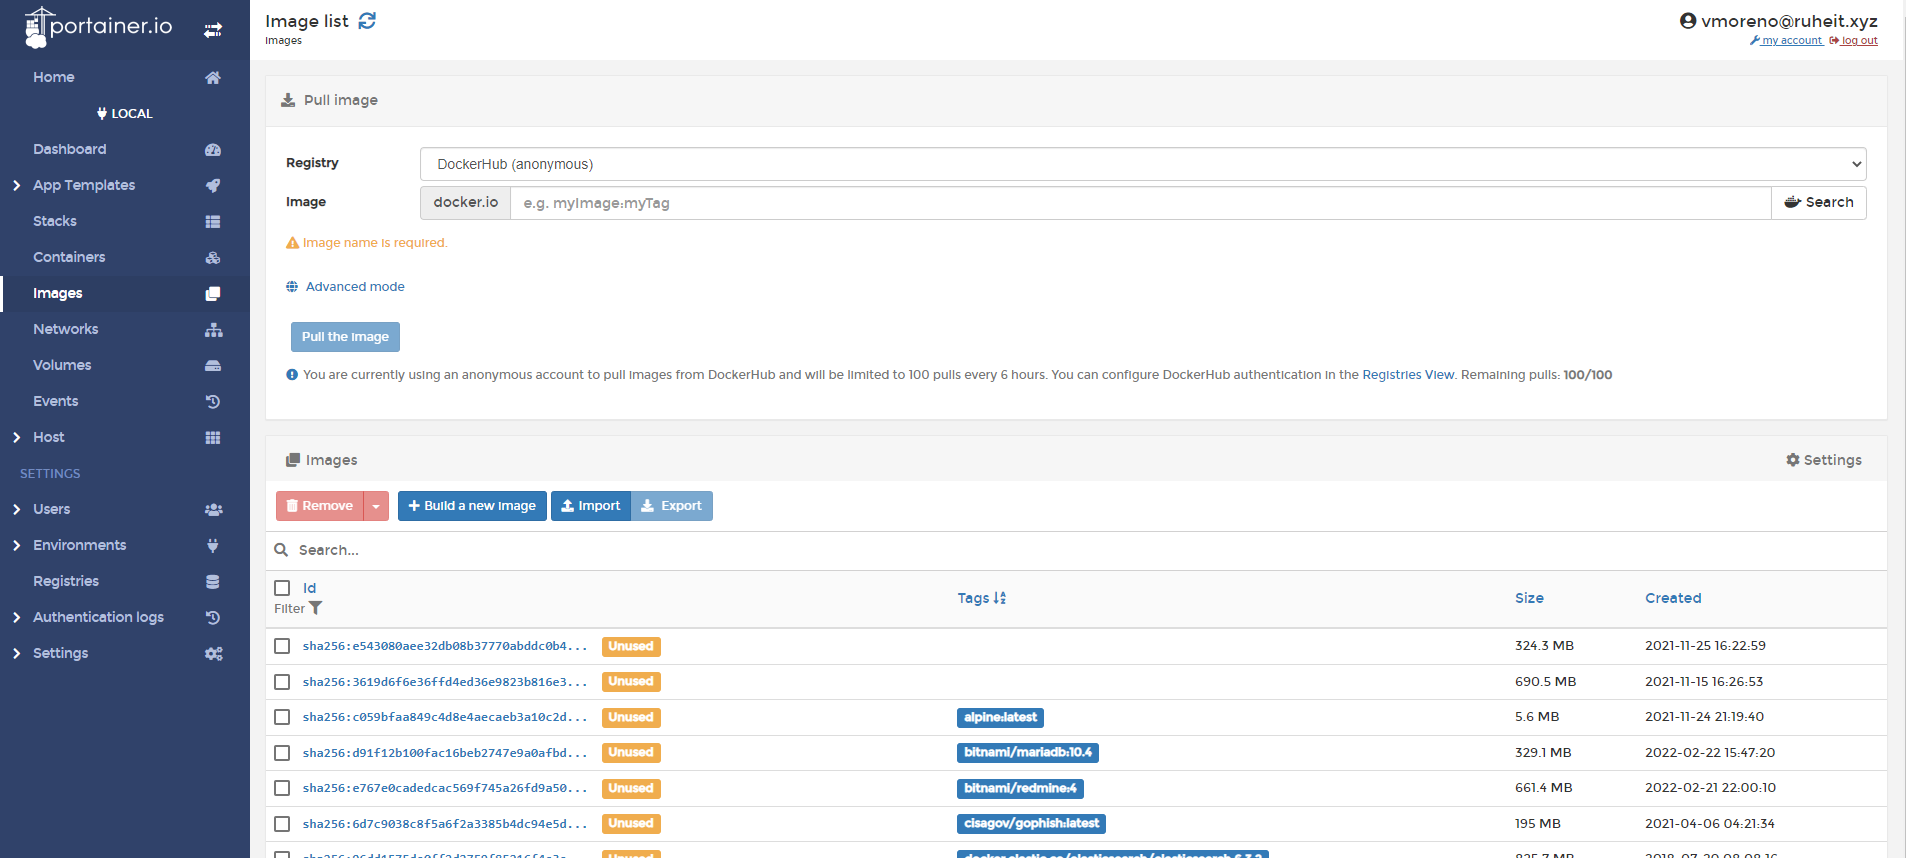 portainer.io
Home
LOCAL
Dashboard
App Templates
Stacks
Containers
Images
Networks
Volumes
Events
Host
SETTINGS
Users
Environments
Registries
Authentication logs
Settings
Image list
Images
vmoreno@ruheit.xyz
my account log out
Pull image
Registry DockerHub (anonymous)
Image docker.io e.g. myImage:myTag Search
Image name is required.
Advanced mode
Pull the image
You are currently using an anonymous account to pull images from DockerHub and will be limited to 100 pulls every 6 hours. You can configure DockerHub authentication in the Registries View. Remaining pulls: 100/100
Images Settings
Remove Build a new image Import Export
Search...
Id Tags Size Created
Filter
sha256:e543080aee32db08b37770abddc0b4... Unused 324.3 MB 2021-11-25 16:22:59
sha256:3619d6f6e36ffd4ed36e9823b816e3... Unused 690.5 MB 2021-11-15 16:26:53
sha256:c059bfaa849c4d8e4aecaeb3a10c2d... Unused alpine:latest 5.6 MB 2021-11-24 21:19:40
sha256:d91f12b100fac16beb2747e9a0afbd... Unused bitnami/mariadb:10.4 329.1 MB 2022-02-22 15:47:20
sha256:e767e0cadedcac569f745a26fd9a50... Unused bitnami/redmine:4 661.4 MB 2022-02-21 22:00:10
sha256:6d7c9038c8f5a6f2a3385b4dc94e5d... Unused cisagov/gophish:latest 195 MB 2021-04-06 04:21:34
Unused